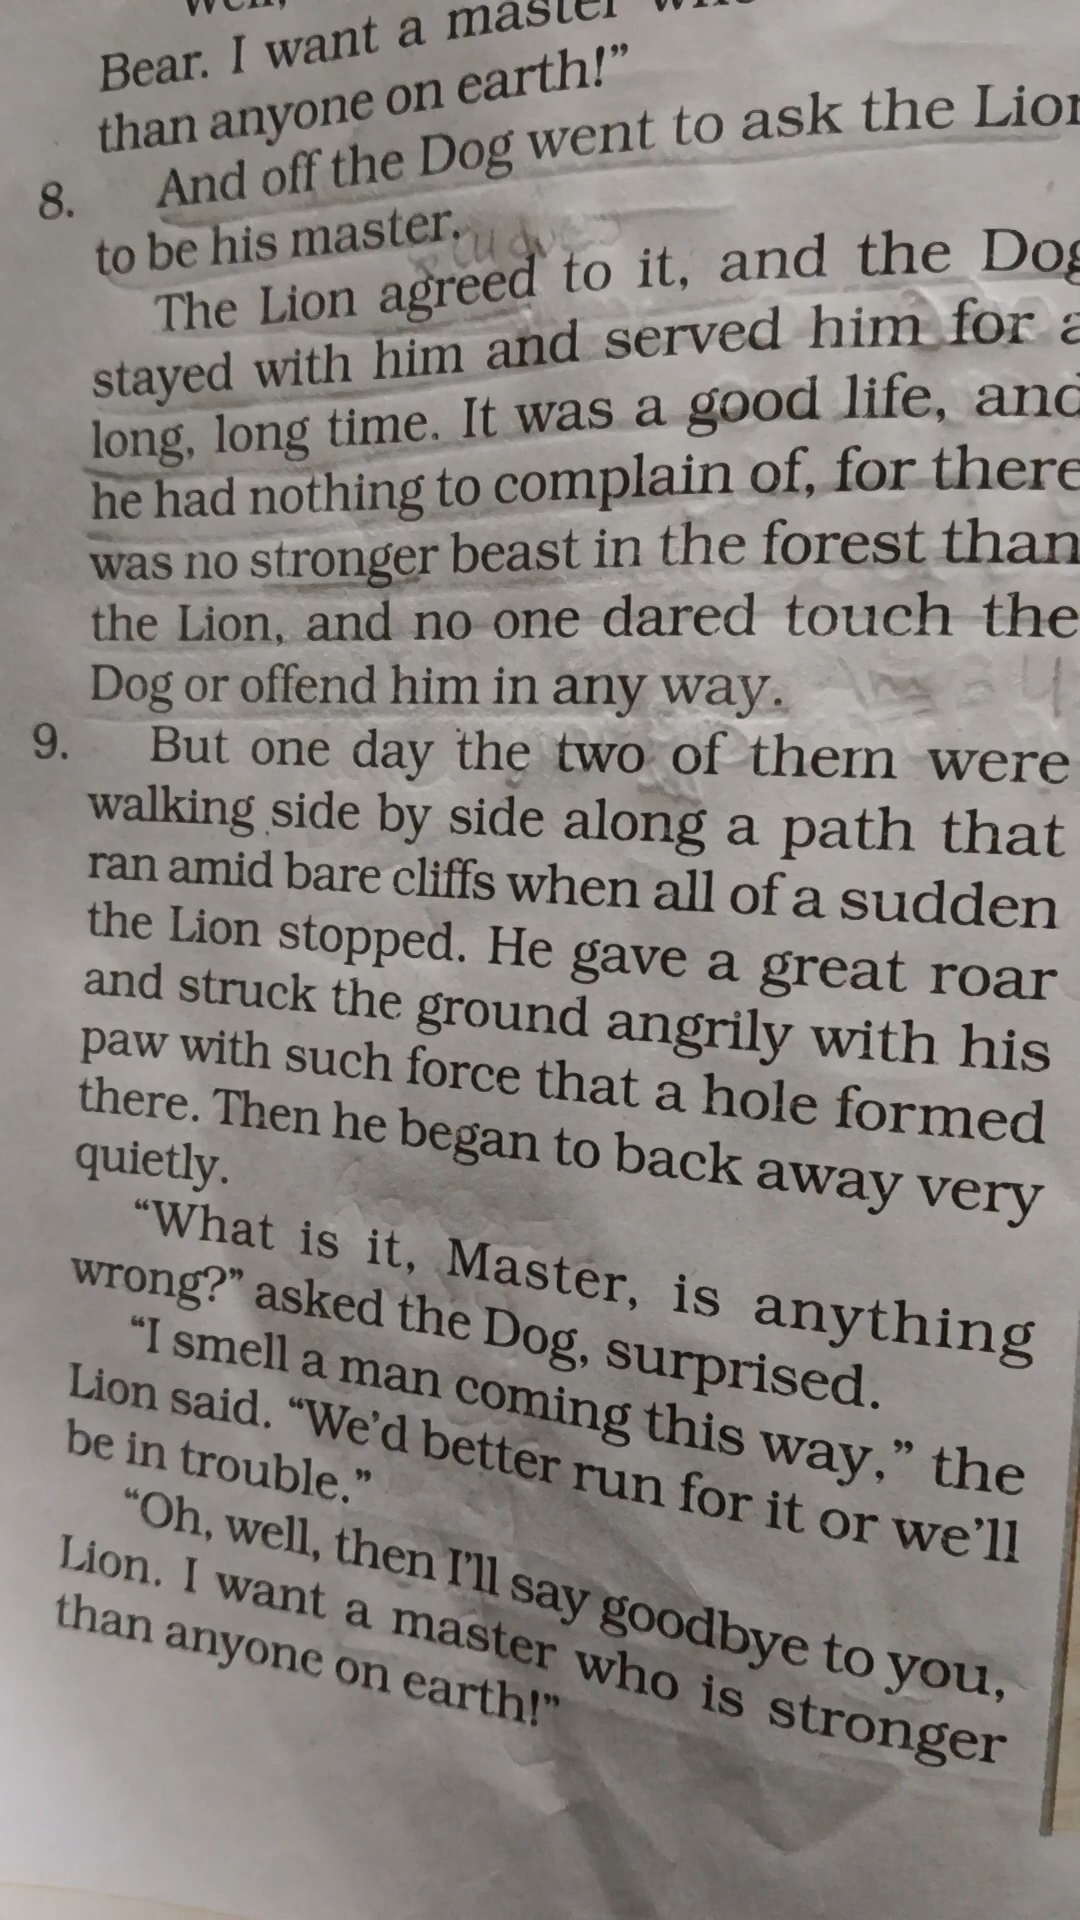 Bear. I want a master
than anyone on earth!"
8. And off the Dog went to ask the Lion
to be his master.
The Lion agreed to it, and the Dog
stayed with him and served him for a
long, long time. It was a good life, and
he had nothing to complain of, for there
was no stronger beast in the forest than
the Lion, and no one dared touch the
Dog or offend him in any way.
9. But one day the two of them were
walking side by side along a path that
ran amid bare cliffs when all of a sudden
the Lion stopped. He gave a great roar
and struck the ground angrily with his
paw with such force that a hole formed
there. Then he began to back away very
quietly.
"What is it, Master, is anything
wrong?" asked the Dog, surprised.
"I smell a man coming this way," the
Lion said. "We'd better run for it or we'll
be in trouble."
"Oh, well, then I'll say goodbye to you,
Lion. I want a master who is stronger
than anyone on earth!"